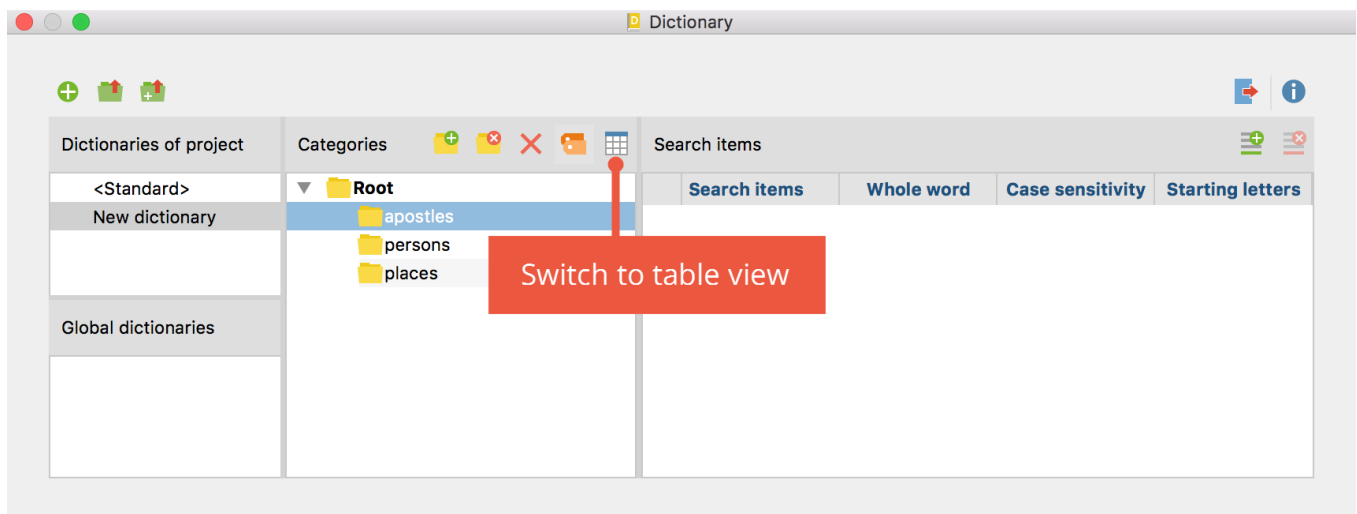 Dictionary
Dictionaries of project
Categories
Search items
<Standard>
New dictionary
Root
apostles
persons
places
Search items Whole word Case sensitivity Starting letters
Switch to table view
Global dictionaries